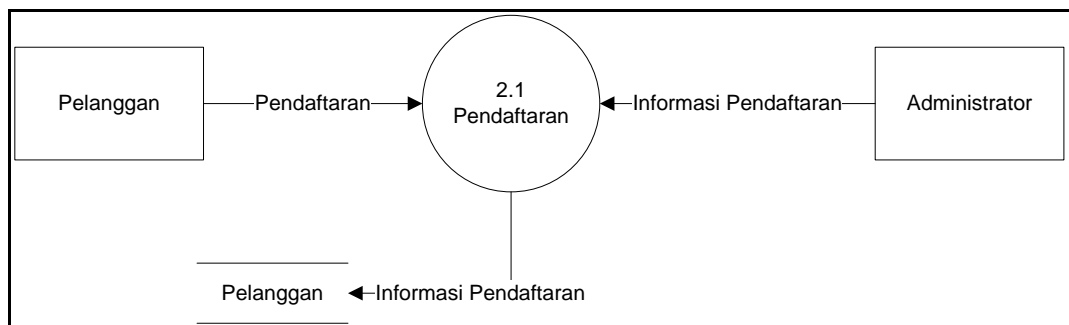 Pelanggan
Pendaftaran
2.1
Pendaftaran
Informasi Pendaftaran
Administrator
Pelanggan
Informasi Pendaftaran